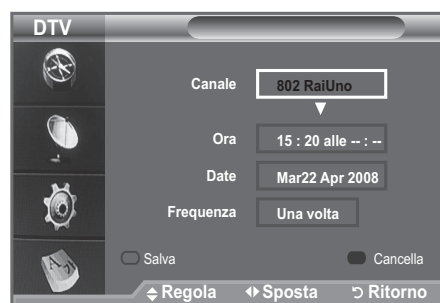 DTV
Canale 802 RaiUno
Ora 15 : 20 alle -- : --
Date Mar22 Apr 2008
Frequenza Una volta
Salva Cancella
Regola Sposta Ritorno